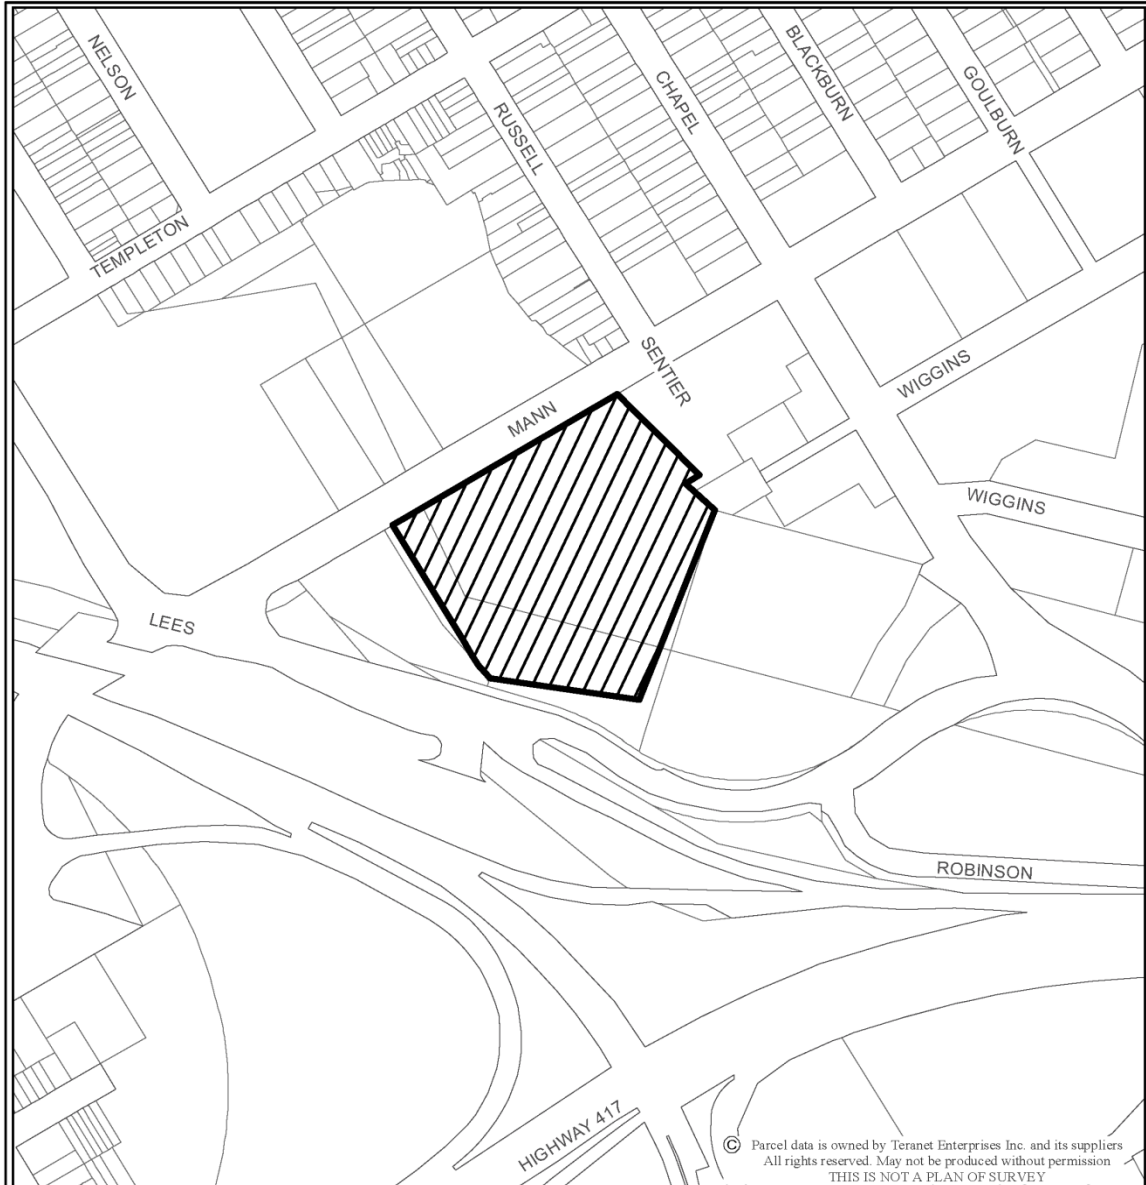 NELSON
RUSSELL
CHAPEL
BLACKBURN
GOULBURN
TEMPLETON
SENTIER
WIGGINS
MANN
WIGGINS
LEES
ROBINSON
HIGHWAY 417
© Parcel data is owned by Teranet Enterprises Inc. and its suppliers
All rights reserved. May not be produced without permission
THIS IS NOT A PLAN OF SURVEY